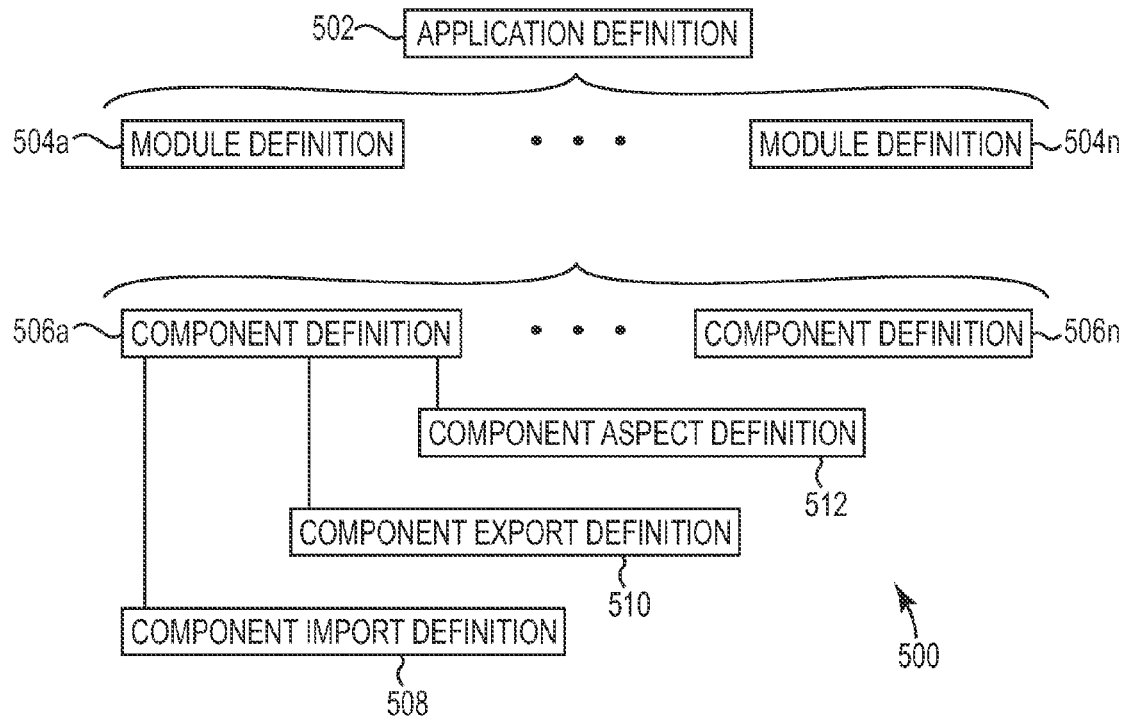 502 APPLICATION DEFINITION
504a MODULE DEFINITION • • • MODULE DEFINITION 504n
506a COMPONENT DEFINITION • • • COMPONENT DEFINITION 506n
COMPONENT ASPECT DEFINITION
512
COMPONENT EXPORT DEFINITION
510
COMPONENT IMPORT DEFINITION
508
500